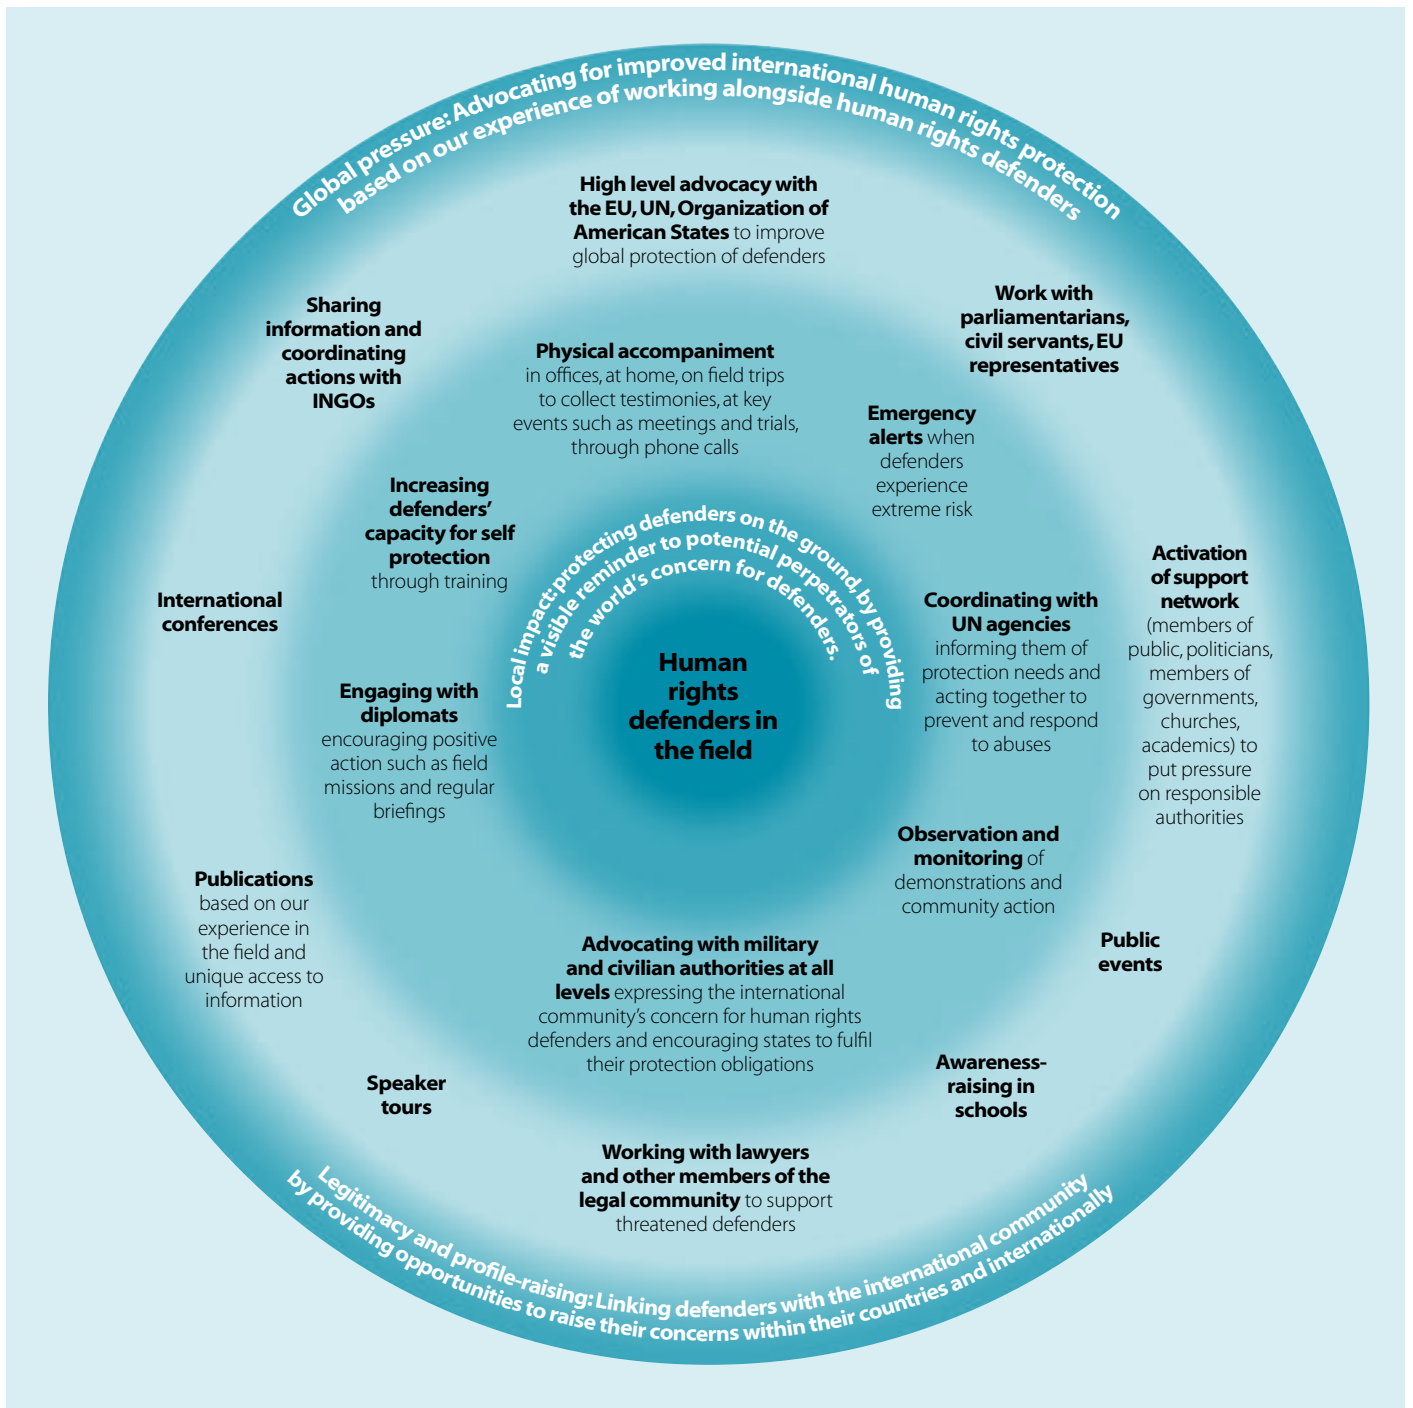 Global pressure: Advocating for improved international human rights protection
based on our experience of working alongside human rights defenders
High level advocacy with
the EU, UN, Organization of
American States to improve
global protection of defenders
Sharing
information and
coordinating
actions with
INGOs
Work with
parliamentarians,
civil servants, EU
representatives
Physical accompaniment
in offices, at home, on field trips
to collect testimonies, at key
events such as meetings and trials,
through phone calls
Emergency
alerts when
defenders
experience
extreme risk
Increasing
defenders’
capacity for self
protection
through training
Local impact: protecting defenders on the ground, by providing
a visible reminder to potential perpetrators of
the world's concern for defenders.
Human
rights
defenders in
the field
International
conferences
Coordinating with
UN agencies
informing them of
protection needs and
acting together to
prevent and respond
to abuses
Activation
of support
network
(members of
public, politicians,
members of
governments,
churches,
academics) to
put pressure
on responsible
authorities
Engaging with
diplomats
encouraging positive
action such as field
missions and regular
briefings
Observation and
monitoring of
demonstrations and
community action
Publications
based on our
experience in
the field and
unique access to
information
Public
events
Advocating with military
and civilian authorities at all
levels expressing the international
community’s concern for human rights
defenders and encouraging states to fulfil
their protection obligations
Speaker
tours
Awareness-
raising in
schools
Working with lawyers
and other members of the
legal community to support
threatened defenders
Legitimacy and profile-raising: Linking defenders with the international community
by providing opportunities to raise their concerns within their countries and internationally